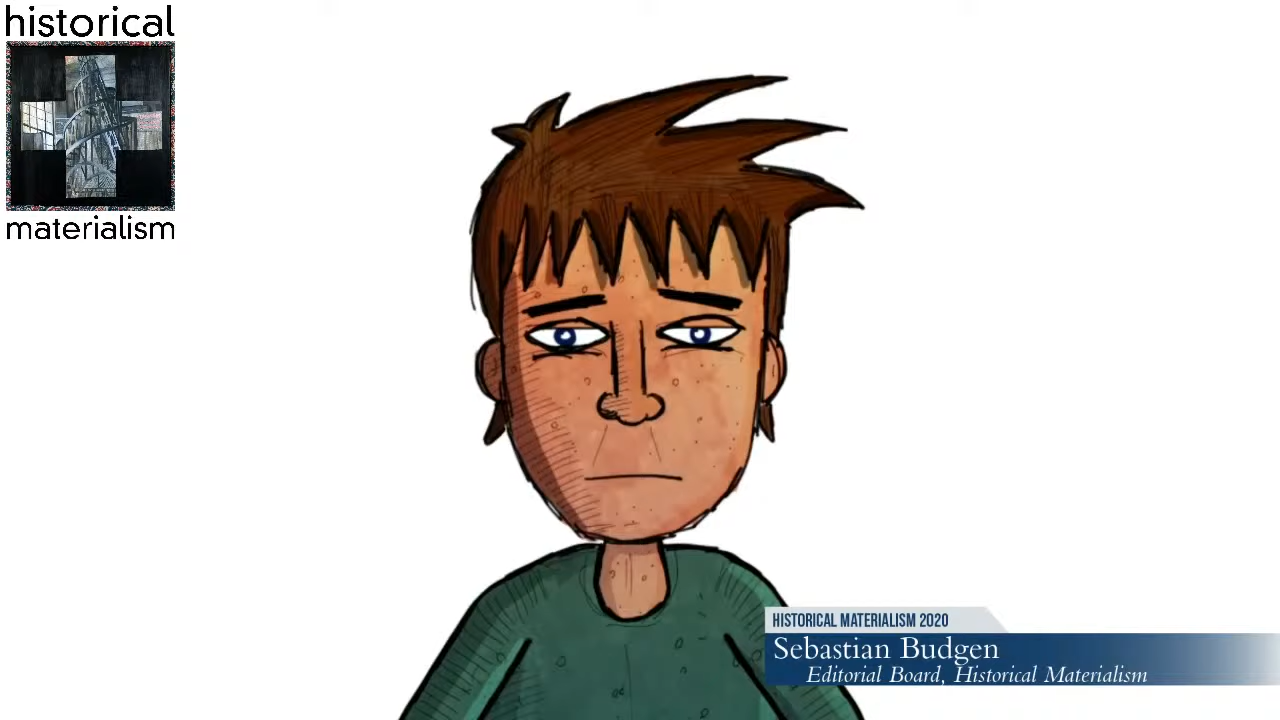 historical
materialism
HISTORICAL MATERIALISM 2020
Sebastian Budgen
Editorial Board, Historical Materialism